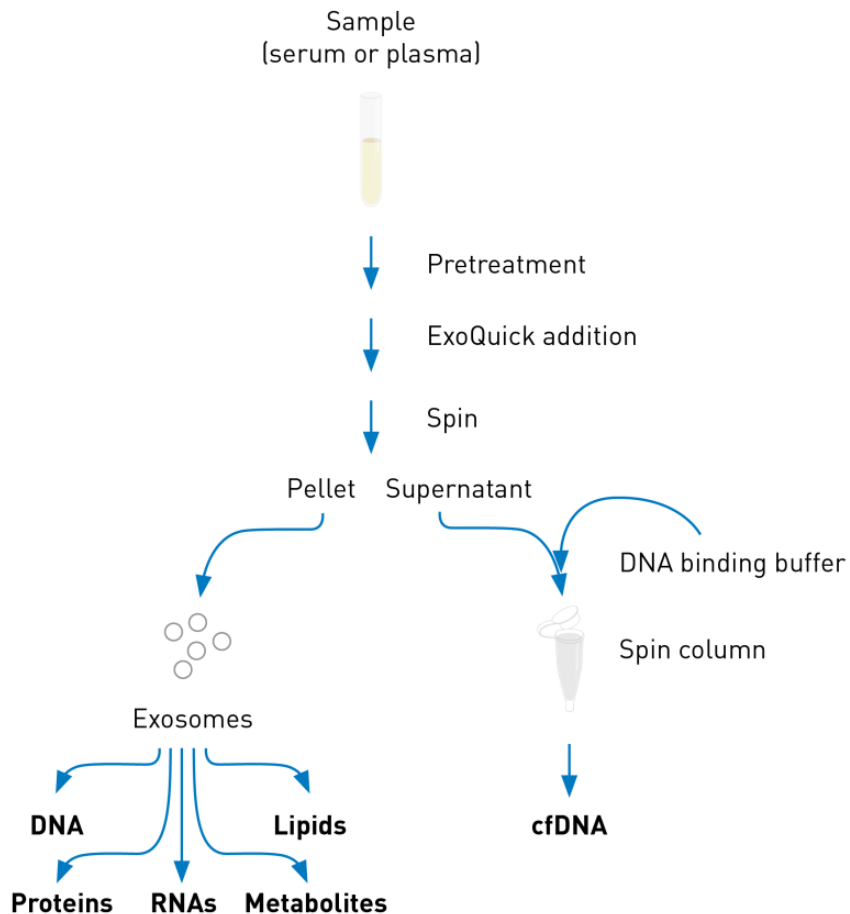 Sample
(serum or plasma)
Pretreatment
ExoQuick addition
Spin
Pellet
Supernatant
DNA binding buffer
Spin column
Exosomes
DNA
Lipids
cfDNA
Proteins
RNAs
Metabolites